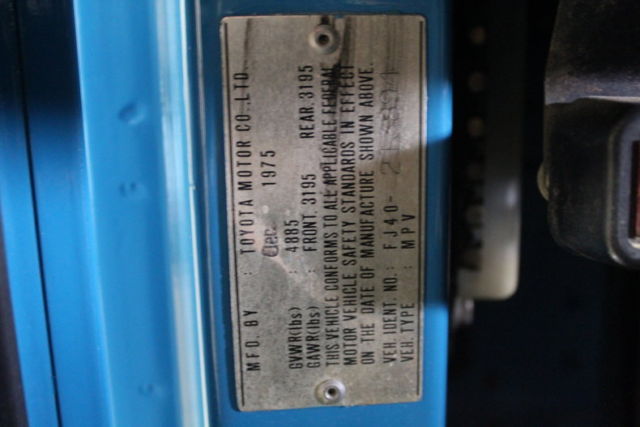 MFD. BY : TOYOTA MOTOR CO.,LTD.
Dec. 1975
GVWR(lbs) : 4885
GAWR(lbs) : FRONT. 3195 REAR. 3195
THIS VEHICLE CONFORMS TO ALL APPLICABLE FEDERAL
MOTOR VEHICLE SAFETY STANDARDS IN EFFECT
ON THE DATE OF MANUFACTURE SHOWN ABOVE.
VEH. IDENT. NO.: FJ40-
VEH. TYPE : MPV